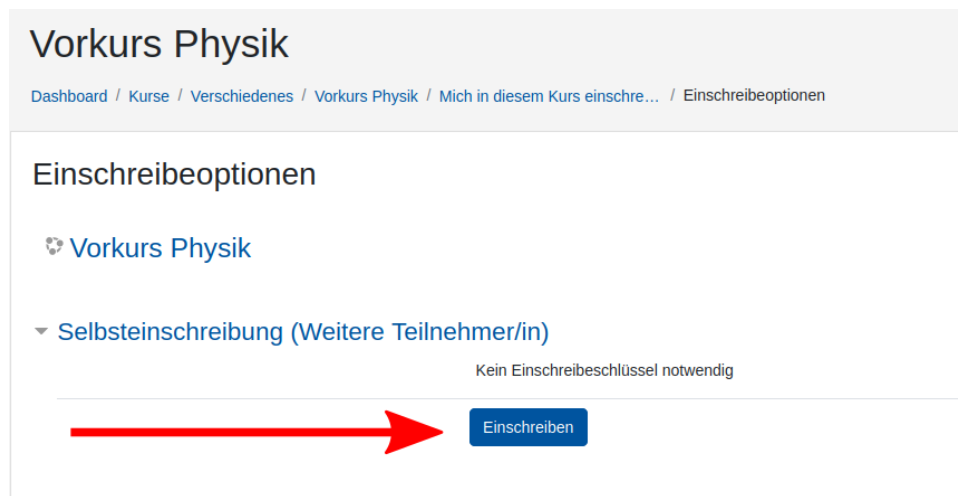 Vorkurs Physik
Dashboard / Kurse / Verschiedenes / Vorkurs Physik / Mich in diesem Kurs einschre… / Einschreibeoptionen
Einschreibeoptionen
Vorkurs Physik
Selbsteinschreibung (Weitere Teilnehmer/in)
Kein Einschreibeschlüssel notwendig
Einschreiben